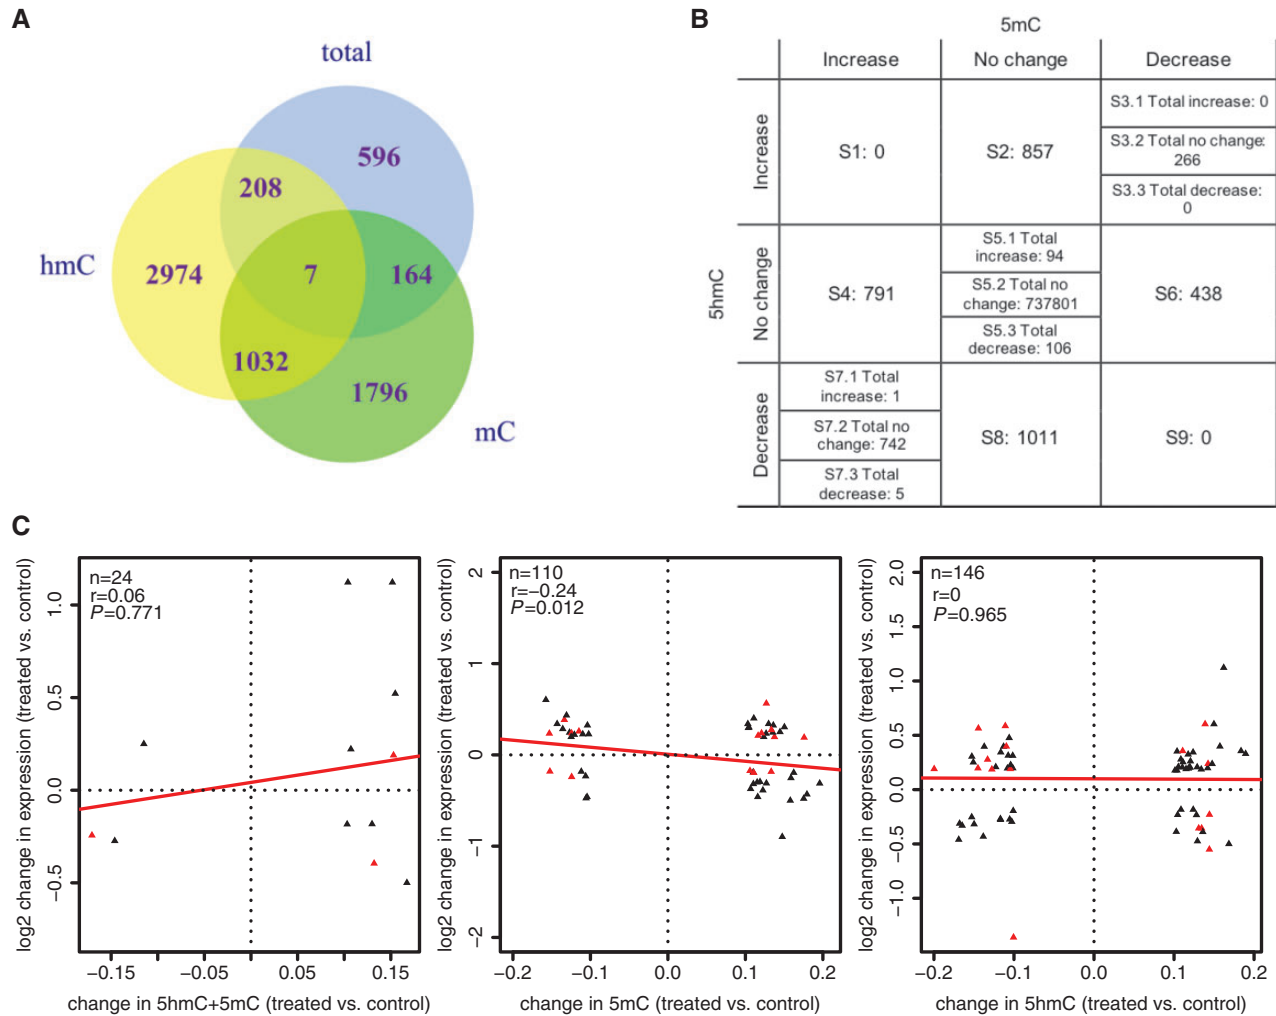 A
total
596
208
hmC
2974
7
164
1032
1796
mC
B
5mC
Increase
No change
Decrease
5hmC
Increase
S1: 0
S2: 857
S3.1 Total increase: 0
S3.2 Total no change:
266
S3.3 Total decrease:
0
No change
S4: 791
S5.1 Total
increase: 94
S5.2 Total no
change: 737801
S5.3 Total
decrease: 106
S6: 438
Decrease
S7.1 Total
increase: 1
S7.2 Total no
change: 742
S7.3 Total
decrease: 5
S8: 1011
S9: 0
C
log2 change in expression (treated vs. control)
1.0
0.5
0.0
−0.5
n=24
r=0.06
P=0.771
−0.15
−0.05
0.05
0.15
change in 5hmC+5mC (treated vs. control)
log2 change in expression (treated vs. control)
2
1
0
−1
−2
n=110
r=−0.24
P=0.012
−0.2
−0.1
0.0
0.1
0.2
change in 5mC (treated vs. control)
log2 change in expression (treated vs. control)
2.0
1.5
1.0
0.5
0.0
−0.5
−1.0
n=146
r=0
P=0.965
−0.2
−0.1
0.0
0.1
0.2
change in 5hmC (treated vs. control)